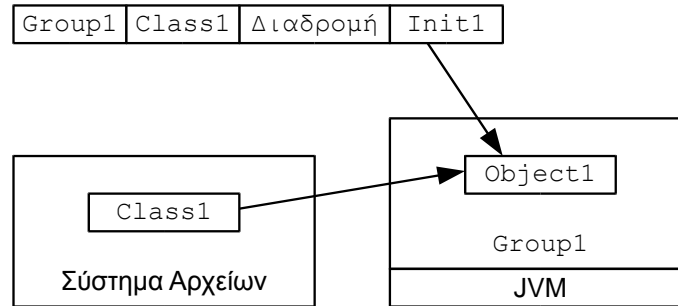 Group1 Class1 Διαδρομή Init1
Object1
Class1
Group1
Σύστημα Αρχείων
JVM